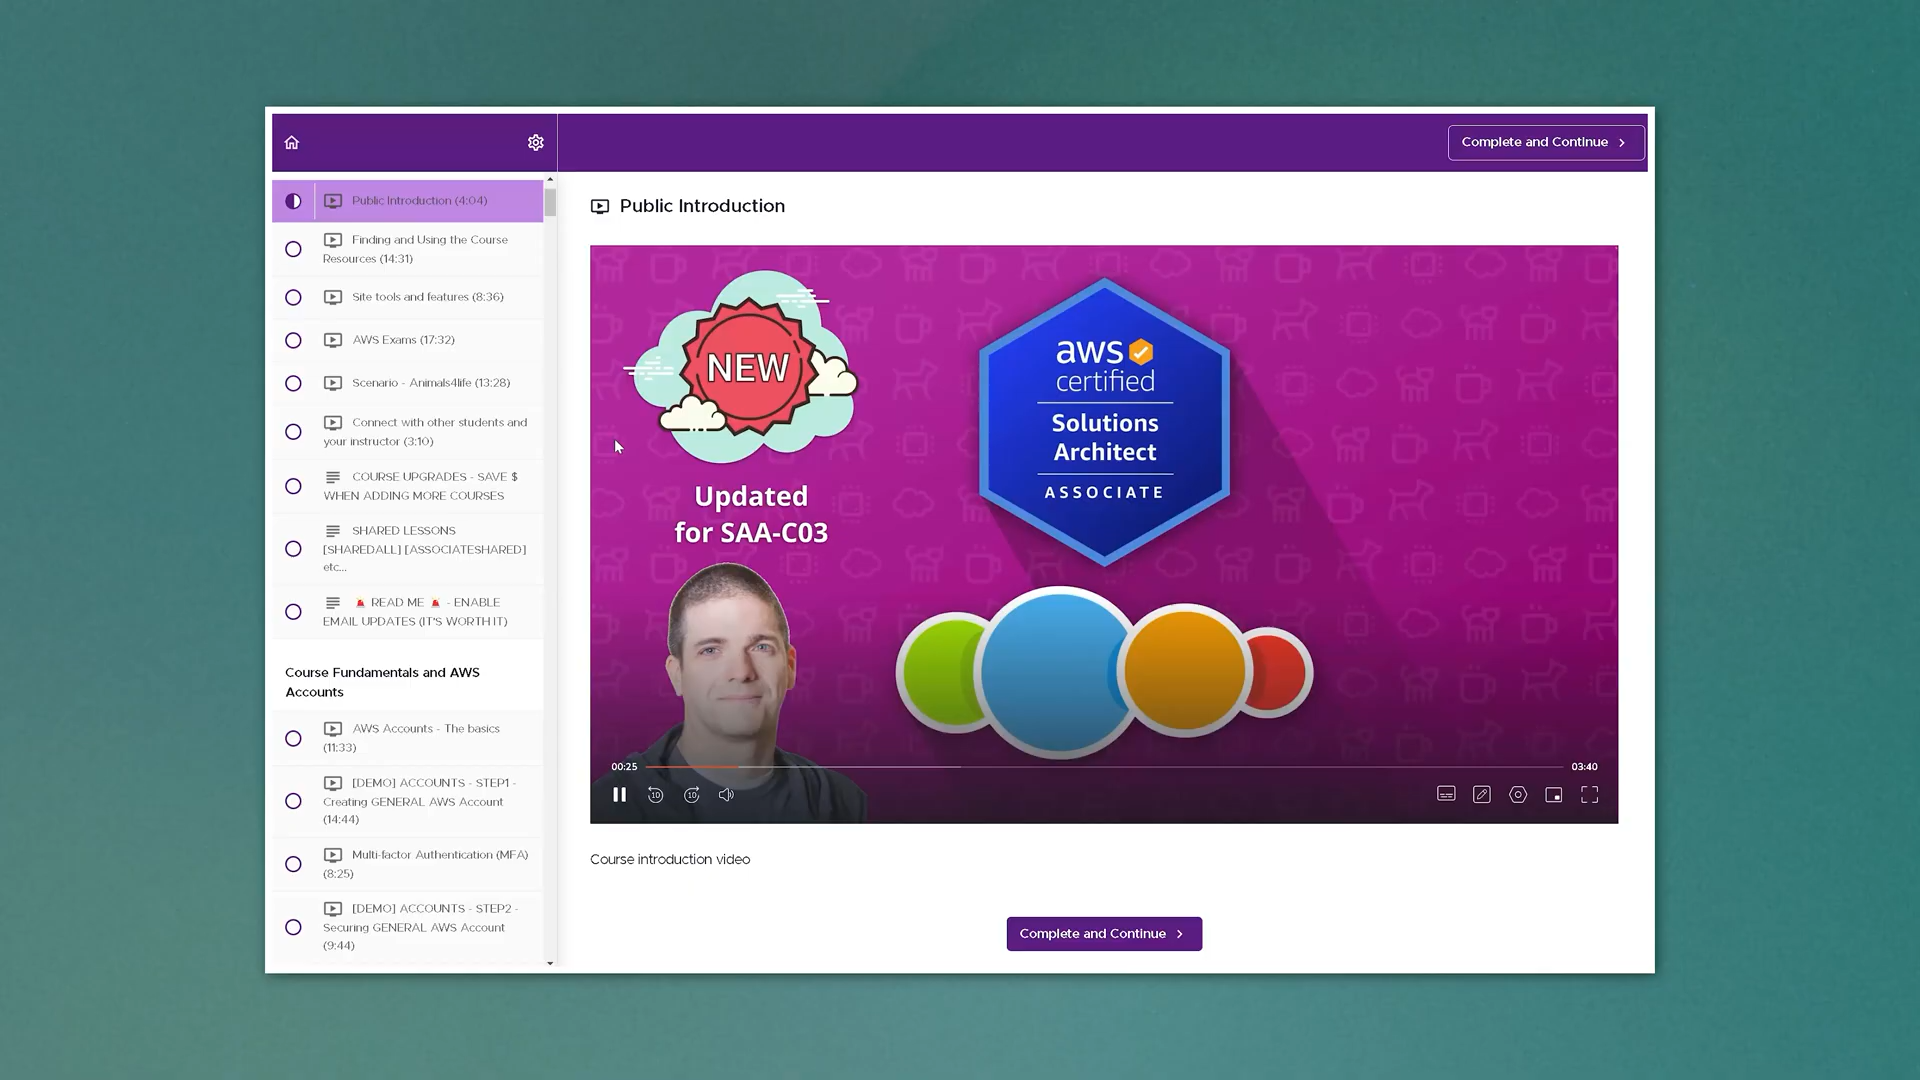 Complete and Continue
Public Introduction (4:04)
Finding and Using the Course
Resources (14:31)
Site tools and features (8:36)
AWS Exams (17:32)
Scenario - Animals4life (13:28)
Connect with other students and
your instructor (3:10)
COURSE UPGRADES - SAVE $
WHEN ADDING MORE COURSES
SHARED LESSONS
[SHAREDALL] [ASSOCIATESHARED]
etc...
🚨 READ ME 🚨 - ENABLE
EMAIL UPDATES (IT'S WORTH IT)
Course Fundamentals and AWS
Accounts
AWS Accounts - The basics
(11:33)
[DEMO] ACCOUNTS - STEP1 -
Creating GENERAL AWS Account
(14:44)
Multi-factor Authentication (MFA)
(8:25)
[DEMO] ACCOUNTS - STEP2 -
Securing GENERAL AWS Account
(9:44)
Public Introduction
NEW
Updated
for SAA-C03
aws
certified
Solutions
Architect
ASSOCIATE
00:25
03:40
10
10
Course introduction video
Complete and Continue